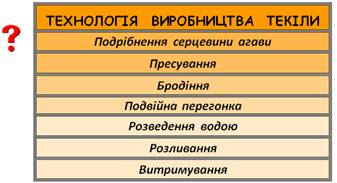 ?
ТЕХНОЛОГІЯ ВИРОБНИЦТВА ТЕКІЛИ
Подрібнення серцевини агави
Пресування
Бродіння
Подвійна перегонка
Розведення водою
Розливання
Витримування